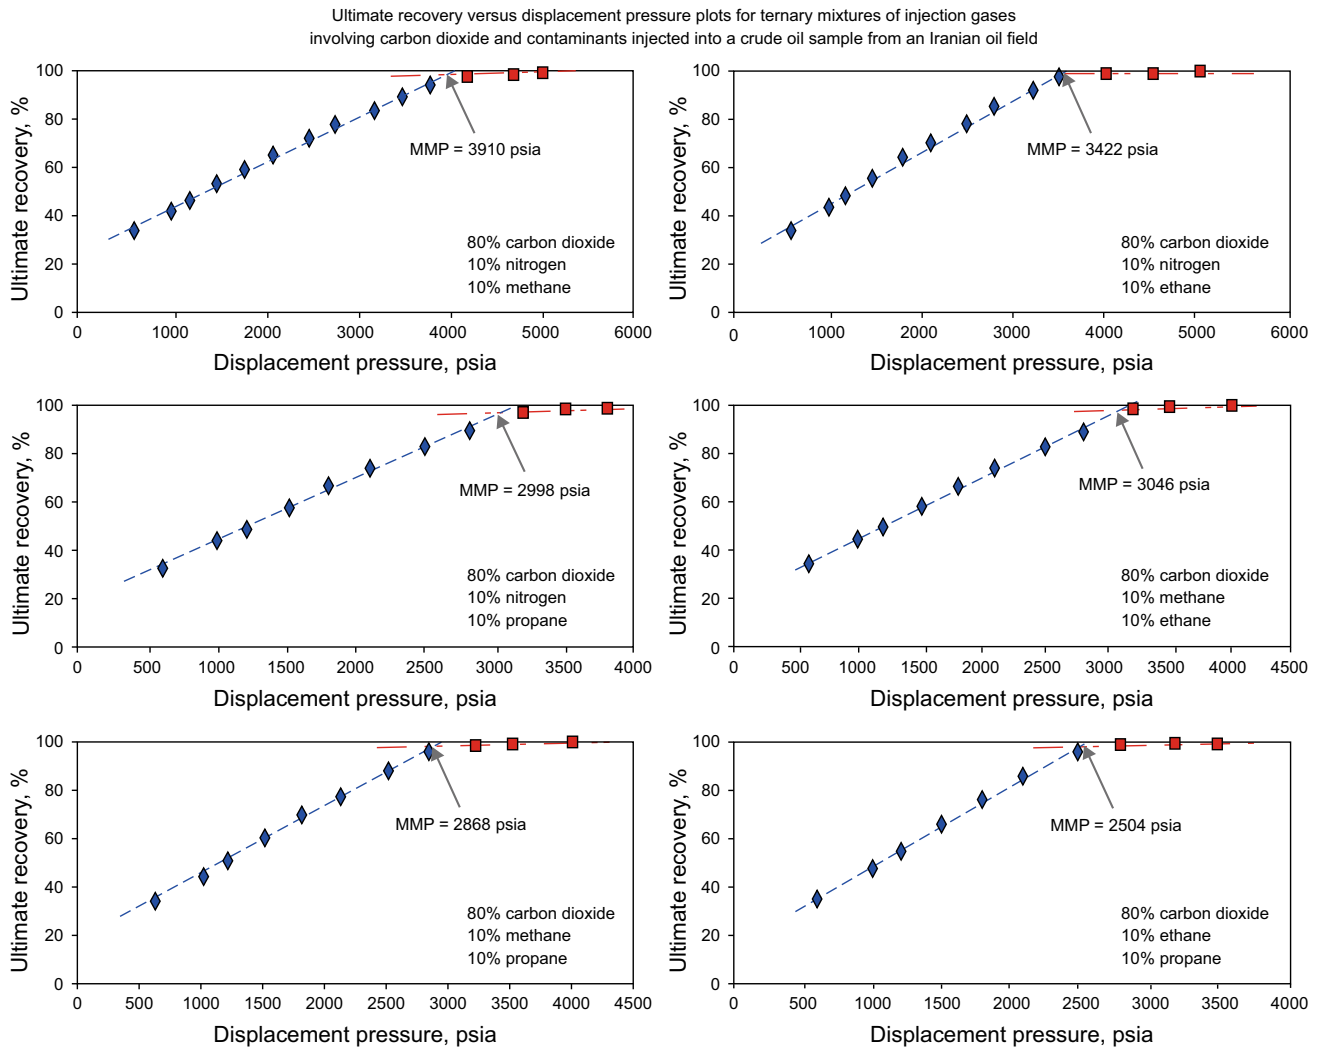 Ultimate recovery versus displacement pressure plots for ternary mixtures of injection gases
involving carbon dioxide and contaminants injected into a crude oil sample from an Iranian oil field
Ultimate recovery, %
100
80
60
40
20
0
MMP = 3910 psia
80% carbon dioxide
10% nitrogen
10% methane
0 1000 2000 3000 4000 5000 6000
Displacement pressure, psia
Ultimate recovery, %
100
80
60
40
20
0
MMP = 3422 psia
80% carbon dioxide
10% nitrogen
10% ethane
0 1000 2000 3000 4000 5000 6000
Displacement pressure, psia
Ultimate recovery, %
100
80
60
40
20
0
MMP = 2998 psia
80% carbon dioxide
10% nitrogen
10% propane
0 500 1000 1500 2000 2500 3000 3500 4000
Displacement pressure, psia
Ultimate recovery, %
100
80
60
40
20
0
MMP = 3046 psia
80% carbon dioxide
10% methane
10% ethane
0 500 1000 1500 2000 2500 3000 3500 4000 4500
Displacement pressure, psia
Ultimate recovery, %
100
80
60
40
20
0
MMP = 2868 psia
80% carbon dioxide
10% methane
10% propane
0 500 1000 1500 2000 2500 3000 3500 4000 4500
Displacement pressure, psia
Ultimate recovery, %
100
80
60
40
20
0
MMP = 2504 psia
80% carbon dioxide
10% ethane
10% propane
0 500 1000 1500 2000 2500 3000 3500 4000
Displacement pressure, psia